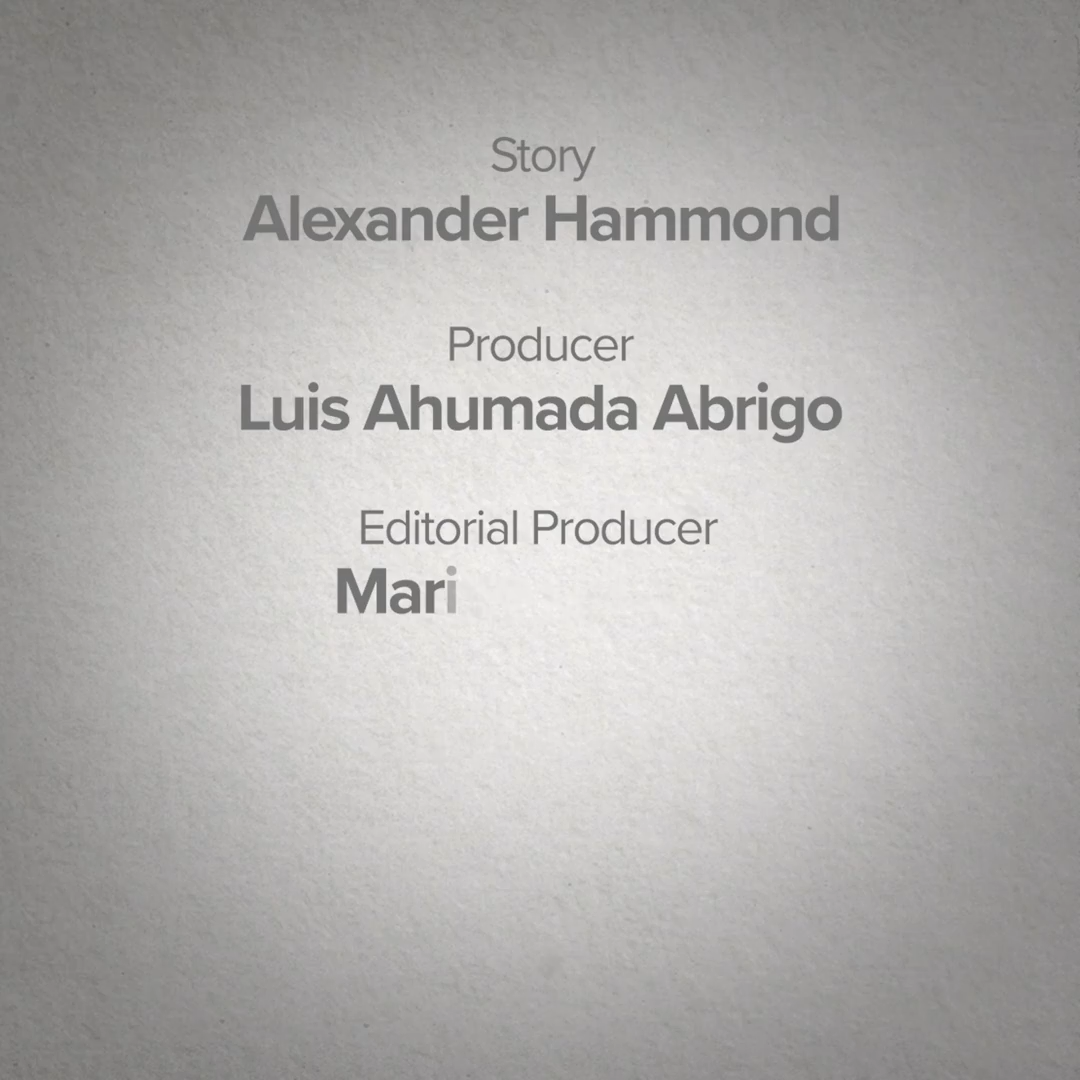 Story
Alexander Hammond
Producer
Luis Ahumada Abrigo
Editorial Producer
Mari